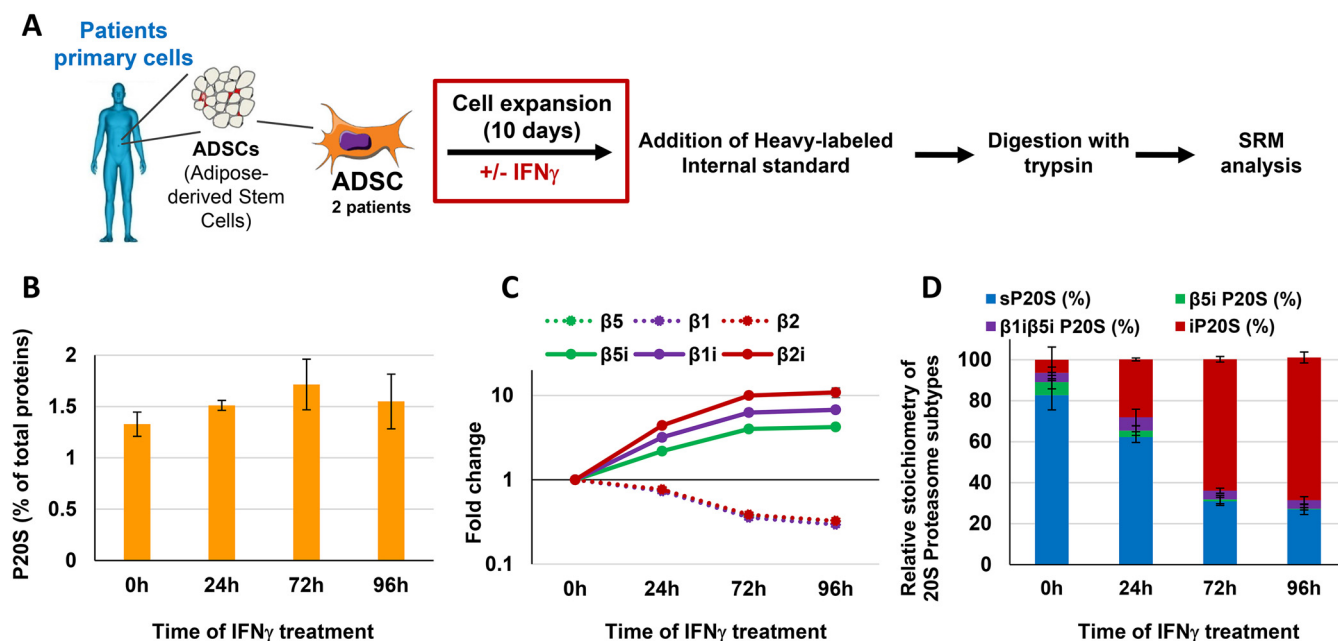 A
Patients
primary cells
ADSCs
(Adipose-
derived Stem
Cells)
ADSC
2 patients
Cell expansion
(10 days)
+/- IFNγ
Addition of Heavy-labeled
Internal standard
Digestion with
trypsin
SRM
analysis
B
P20S (% of total proteins)
2
1.5
1
0.5
0
0h 24h 72h 96h
Time of IFNγ treatment
C
β5 β1 β2
β5i β1i β2i
Fold change
10
1
0.1
0h 24h 72h 96h
Time of IFNγ treatment
D
sP20S (%) β5i P20S (%)
β1iβ5i P20S (%) iP20S (%)
Relative stoichiometry of
20S Proteasome subtypes
100
80
60
40
20
0
0h 24h 72h 96h
Time of IFNγ treatment